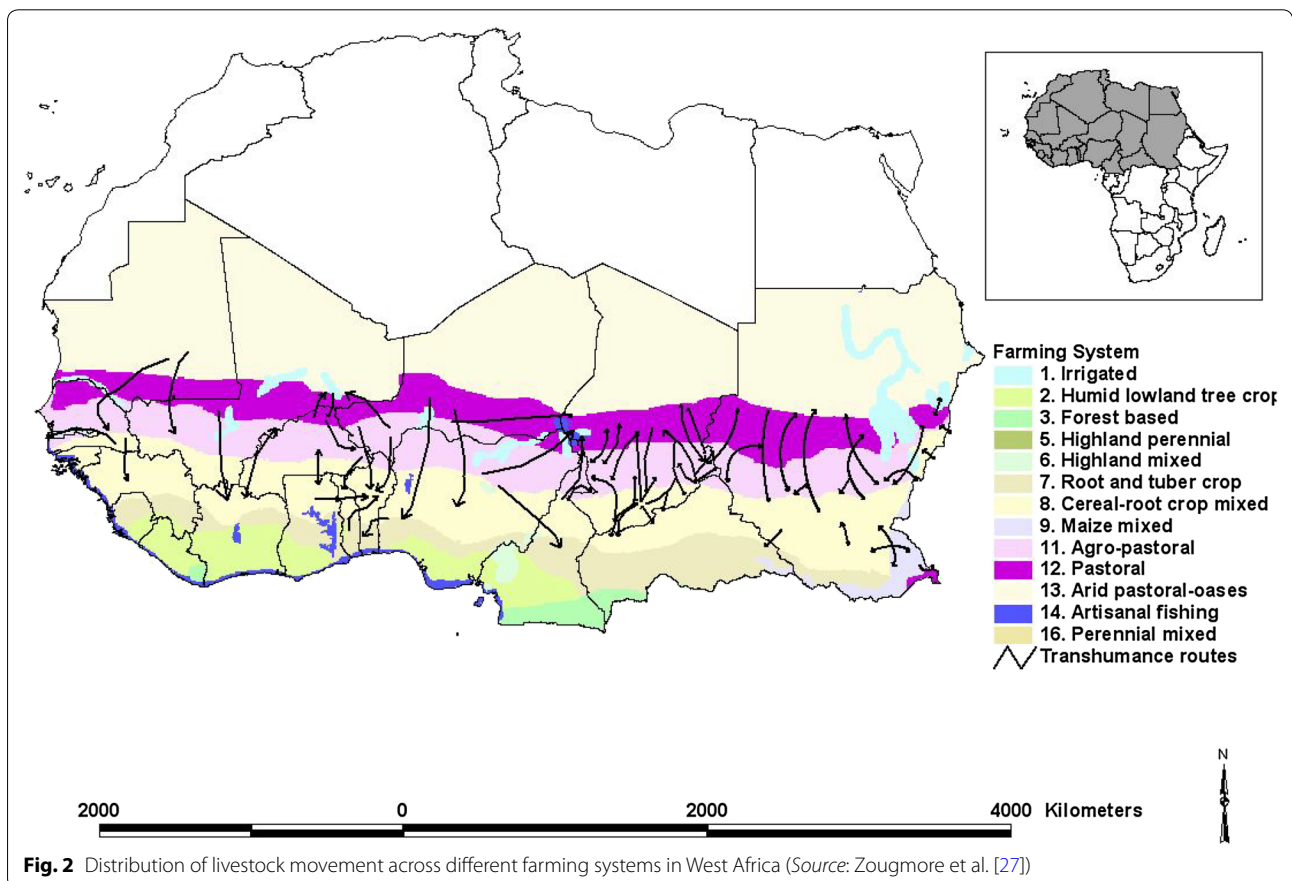 Farming System
1. Irrigated
2. Humid lowland tree crop
3. Forest based
5. Highland perennial
6. Highland mixed
7. Root and tuber crop
8. Cereal-root crop mixed
9. Maize mixed
11. Agro-pastoral
12. Pastoral
13. Arid pastoral-oases
14. Artisanal fishing
16. Perennial mixed
Transhumance routes
N
2000 0 2000 4000 Kilometers
Fig. 2 Distribution of livestock movement across different farming systems in West Africa (Source: Zougmore et al. [27])